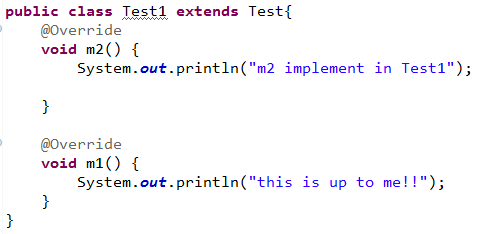 public class Test1 extends Test{
    @Override
    void m2() {
        System.out.println("m2 implement in Test1");
    }
    @Override
    void m1() {
        System.out.println("this is up to me!!");
    }
}